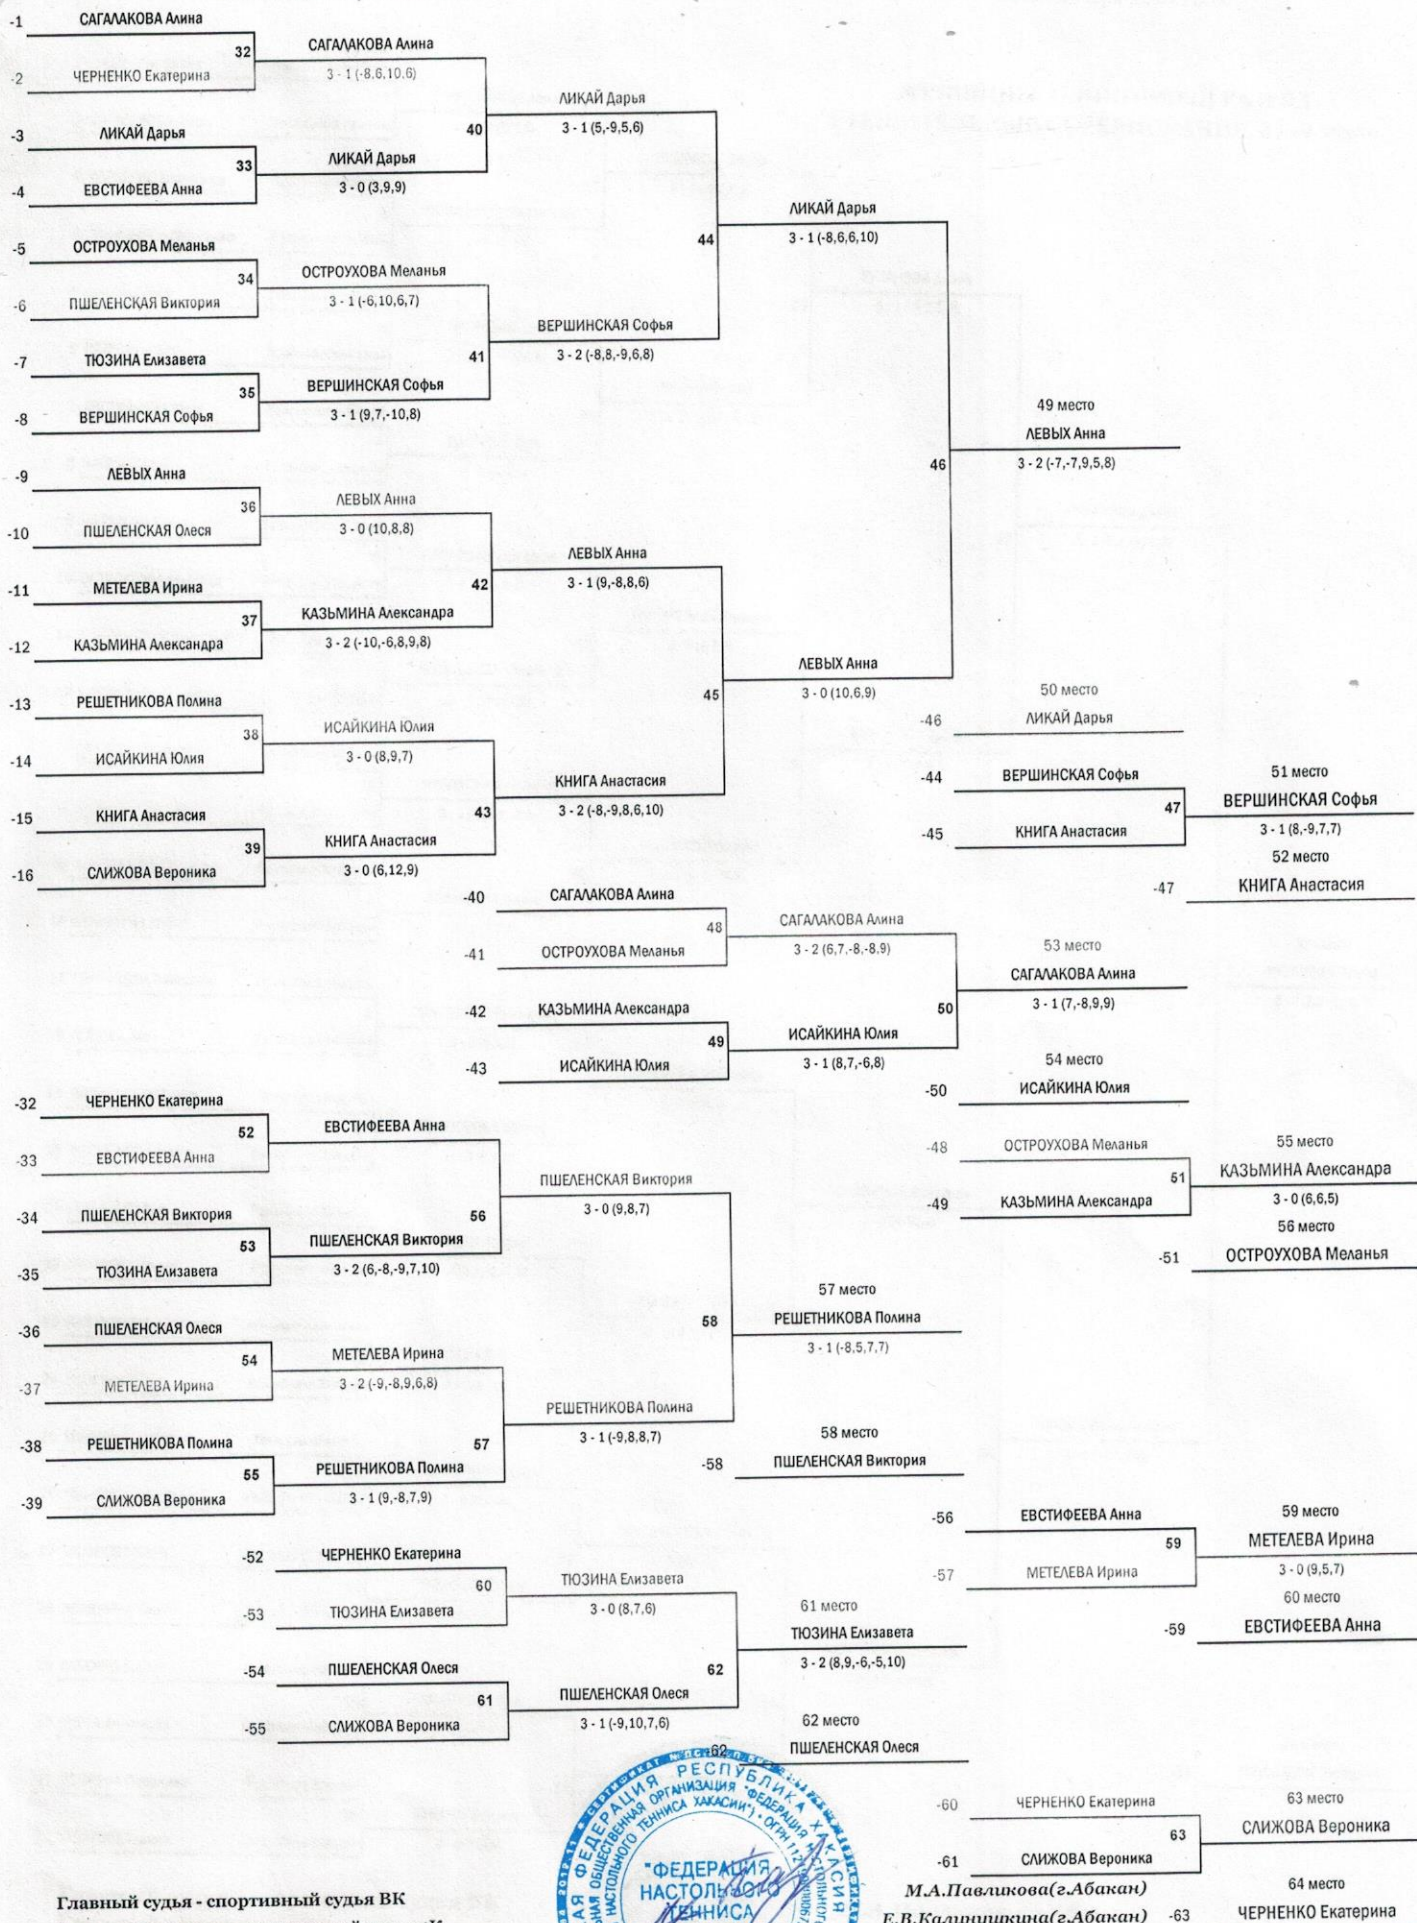 -1 САГАЛАКОВА Алина
32
-2 ЧЕРНЕНКО Екатерина
САГАЛАКОВА Алина
3 - 1 (-8,6,10,6)
-3 ЛИКАЙ Дарья
33
-4 ЕВСТИФЕЕВА Анна
ЛИКАЙ Дарья
3 - 0 (3,9,9)
40
ЛИКАЙ Дарья
3 - 1 (5,-9,5,6)
-5 ОСТРОУХОВА Меланья
34
-6 ПШЕЛЕНСКАЯ Виктория
ОСТРОУХОВА Меланья
3 - 1 (-6,10,6,7)
-7 ТЮЗИНА Елизавета
35
-8 ВЕРШИНСКАЯ Софья
ВЕРШИНСКАЯ Софья
3 - 1 (9,7,-10,8)
41
ВЕРШИНСКАЯ Софья
3 - 2 (-8,8,-9,6,8)
44
ЛИКАЙ Дарья
3 - 1 (-8,6,6,10)
-9 ЛЕВЫХ Анна
36
-10 ПШЕЛЕНСКАЯ Олеся
ЛЕВЫХ Анна
3 - 0 (10,8,8)
-11 МЕТЕЛЕВА Ирина
37
-12 КАЗЬМИНА Александра
КАЗЬМИНА Александра
3 - 2 (-10,-6,8,9,8)
42
ЛЕВЫХ Анна
3 - 1 (9,-8,8,6)
-13 РЕШЕТНИКОВА Полина
38
-14 ИСАЙКИНА Юлия
ИСАЙКИНА Юлия
3 - 0 (8,9,7)
-15 КНИГА Анастасия
39
-16 СЛИЖОВА Вероника
КНИГА Анастасия
3 - 0 (6,12,9)
43
КНИГА Анастасия
3 - 2 (-8,-9,8,6,10)
45
ЛЕВЫХ Анна
3 - 0 (10,6,9)
46
49 место
ЛЕВЫХ Анна
3 - 2 (-7,-7,9,5,8)
50 место
-46 ЛИКАЙ Дарья
-44 ВЕРШИНСКАЯ Софья
47
-45 КНИГА Анастасия
51 место
ВЕРШИНСКАЯ Софья
3 - 1 (8,-9,7,7)
52 место
-47 КНИГА Анастасия
-40 САГАЛАКОВА Алина
48
-41 ОСТРОУХОВА Меланья
САГАЛАКОВА Алина
3 - 2 (6,7,-8,-8,9)
-42 КАЗЬМИНА Александра
49
-43 ИСАЙКИНА Юлия
ИСАЙКИНА Юлия
3 - 1 (8,7,-6,8)
50
53 место
САГАЛАКОВА Алина
3 - 1 (7,-8,9,9)
54 место
-50 ИСАЙКИНА Юлия
-48 ОСТРОУХОВА Меланья
51
-49 КАЗЬМИНА Александра
55 место
КАЗЬМИНА Александра
3 - 0 (6,6,5)
56 место
-51 ОСТРОУХОВА Меланья
-32 ЧЕРНЕНКО Екатерина
52
-33 ЕВСТИФЕЕВА Анна
ЕВСТИФЕЕВА Анна
-34 ПШЕЛЕНСКАЯ Виктория
53
-35 ТЮЗИНА Елизавета
ПШЕЛЕНСКАЯ Виктория
3 - 2 (6,-8,-9,7,10)
56
ПШЕЛЕНСКАЯ Виктория
3 - 0 (9,8,7)
-36 ПШЕЛЕНСКАЯ Олеся
54
-37 МЕТЕЛЕВА Ирина
МЕТЕЛЕВА Ирина
3 - 2 (-9,-8,9,6,8)
-38 РЕШЕТНИКОВА Полина
55
-39 СЛИЖОВА Вероника
РЕШЕТНИКОВА Полина
3 - 1 (9,-8,7,9)
57
РЕШЕТНИКОВА Полина
3 - 1 (-9,8,8,7)
58
57 место
РЕШЕТНИКОВА Полина
3 - 1 (-8,5,7,7)
58 место
-58 ПШЕЛЕНСКАЯ Виктория
-56 ЕВСТИФЕЕВА Анна
59
-57 МЕТЕЛЕВА Ирина
59 место
МЕТЕЛЕВА Ирина
3 - 0 (9,5,7)
60 место
-59 ЕВСТИФЕЕВА Анна
-52 ЧЕРНЕНКО Екатерина
60
-53 ТЮЗИНА Елизавета
ТЮЗИНА Елизавета
3 - 0 (8,7,6)
-54 ПШЕЛЕНСКАЯ Олеся
61
-55 СЛИЖОВА Вероника
ПШЕЛЕНСКАЯ Олеся
3 - 1 (-9,10,7,6)
62
61 место
ТЮЗИНА Елизавета
3 - 2 (8,9,-6,-5,10)
62 место
-62 ПШЕЛЕНСКАЯ Олеся
-60 ЧЕРНЕНКО Екатерина
63
-61 СЛИЖОВА Вероника
63 место
СЛИЖОВА Вероника
64 место
-63 ЧЕРНЕНКО Екатерина
Главный судья - спортивный судья ВК
М.А.Павликова(г.Абакан)
Е.В.Калиниukина(г.Абакан)
ФЕДЕРАЦИЯ РЕСПУБЛИКА ХАКАСИЯ
ОБЩЕСТВЕННАЯ ОРГАНИЗАЦИЯ "ФЕДЕРАЦИЯ
НАСТОЛЬНОГО ТЕННИСА ХАКАСИИ")
"ФЕДЕРАЦИЯ
НАСТОЛЬНОГО
ТЕННИСА